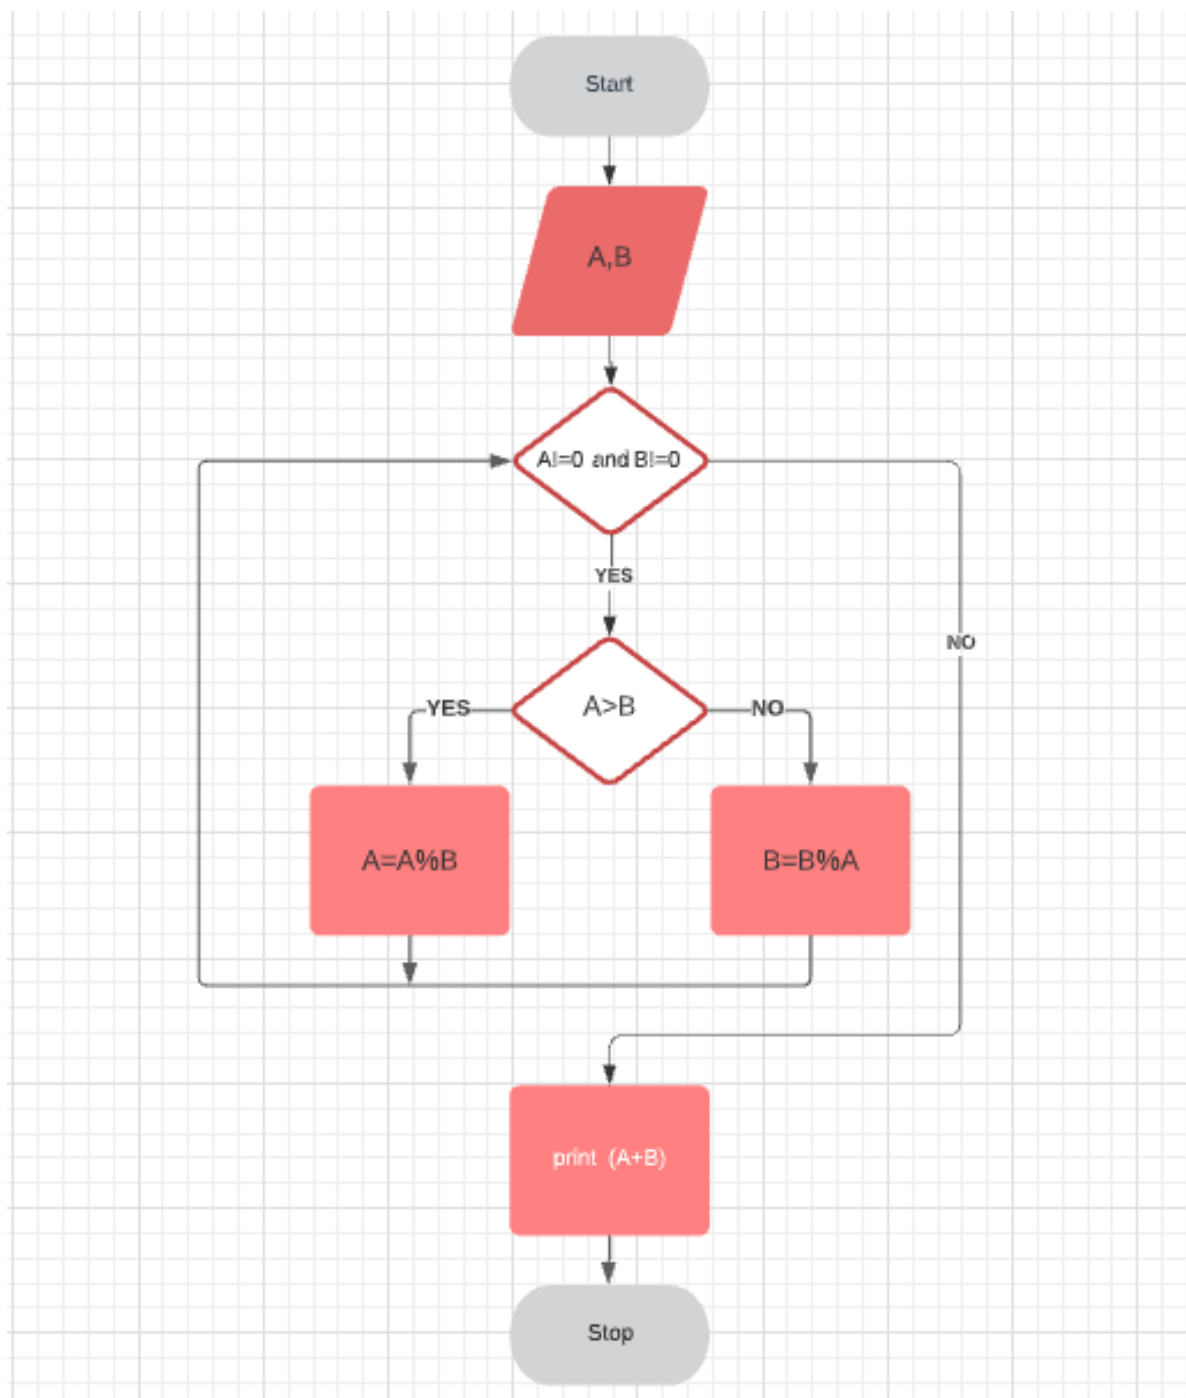 Start
A,B
A!=0 and B!=0
YES
NO
A>B
YES
NO
A=A%B
B=B%A
print (A+B)
Stop